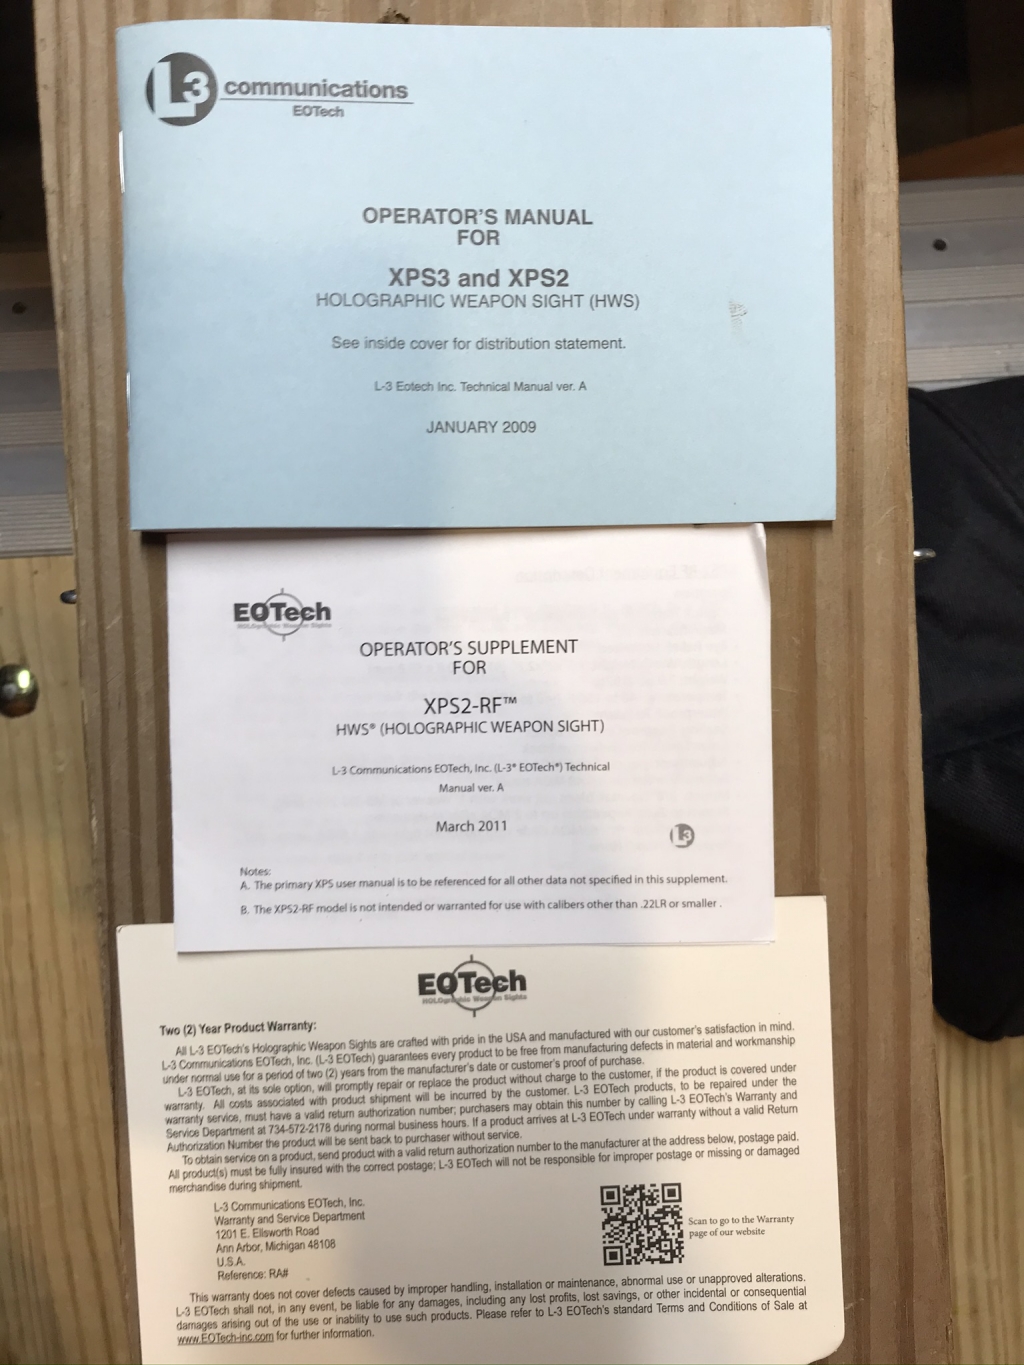 L3 communications
EOTech
OPERATOR'S MANUAL
FOR
XPS3 and XPS2
HOLOGRAPHIC WEAPON SIGHT (HWS)
See inside cover for distribution statement.
L-3 Eotech Inc. Technical Manual ver. A
JANUARY 2009
EOTech
HOLOgraphic Weapon Sights
OPERATOR'S SUPPLEMENT
FOR
XPS2-RF™
HWS® (HOLOGRAPHIC WEAPON SIGHT)
L-3 Communications EOTech, Inc. (L-3® EOTech®) Technical
Manual ver. A
March 2011
L3
Notes:
A. The primary XPS user manual is to be referenced for all other data not specified in this supplement.
B. The XPS2-RF model is not intended or warranted for use with calibers other than .22LR or smaller .
EOTech
HOLOgraphic Weapon Sights
Two (2) Year Product Warranty:
All L-3 EOTech's Holographic Weapon Sights are crafted with pride in the USA and manufactured with our customer's satisfaction in mind.
L-3 Communications EOTech, Inc. (L-3 EOTech) guarantees every product to be free from manufacturing defects in material and workmanship
under normal use for a period of two (2) years from the manufacturer's date or customer's proof of purchase.
L-3 EOTech, at its sole option, will promptly repair or replace the product without charge to the customer, if the product is covered under
warranty. All costs associated with product shipment will be incurred by the customer. L-3 EOTech products, to be repaired under the
warranty service, must have a valid return authorization number; purchasers may obtain this number by calling L-3 EOTech's Warranty and
Service Department at 734-572-2178 during normal business hours. If a product arrives at L-3 EOTech under warranty without a valid Return
Authorization Number the product will be sent back to purchaser without service.
To obtain service on a product, send product with a valid return authorization number to the manufacturer at the address below, postage paid.
All product(s) must be fully insured with the correct postage; L-3 EOTech will not be responsible for improper postage or missing or damaged
merchandise during shipment.
L-3 Communications EOTech, Inc.
Warranty and Service Department
1201 E. Ellsworth Road
Ann Arbor, Michigan 48108
U.S.A.
Reference: RA#
Scan to go to the Warranty
page of our website
This warranty does not cover defects caused by improper handling, installation or maintenance, abnormal use or unapproved alterations.
L-3 EOTech shall not, in any event, be liable for any damages, including any lost profits, lost savings, or other incidental or consequential
damages arising out of the use or inability to use such products. Please refer to L-3 EOTech's standard Terms and Conditions of Sale at
www.EOTech-inc.com for further information.